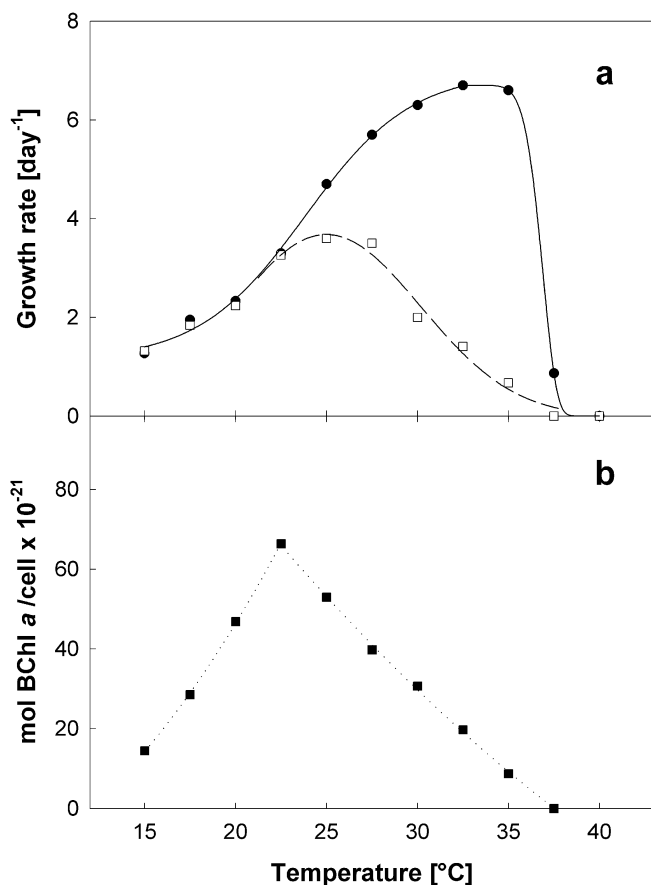 8
a
6
4
2
0
Growth rate [day⁻¹]
b
80
60
40
20
0
mol BChl a /cell x 10⁻²¹
15 20 25 30 35 40
Temperature [°C]